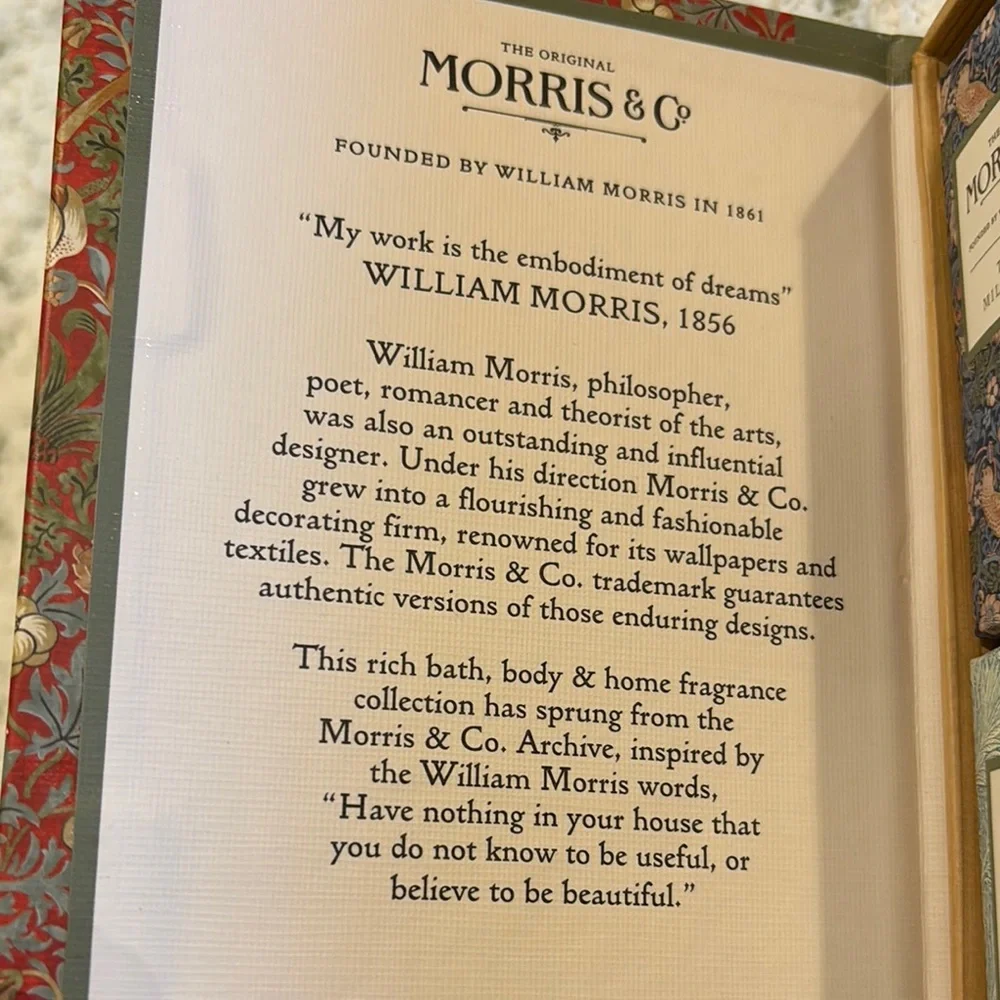 THE ORIGINAL
MORRIS & Co
FOUNDED BY WILLIAM MORRIS IN 1861
“My work is the embodiment of dreams”
WILLIAM MORRIS, 1856
William Morris, philosopher,
poet, romancer and theorist of the arts,
was also an outstanding and influential
designer. Under his direction Morris & Co.
grew into a flourishing and fashionable
decorating firm, renowned for its wallpapers and
textiles. The Morris & Co. trademark guarantees
authentic versions of those enduring designs.
This rich bath, body & home fragrance
collection has sprung from the
Morris & Co. Archive, inspired by
the William Morris words,
“Have nothing in your house that
you do not know to be useful, or
believe to be beautiful.”